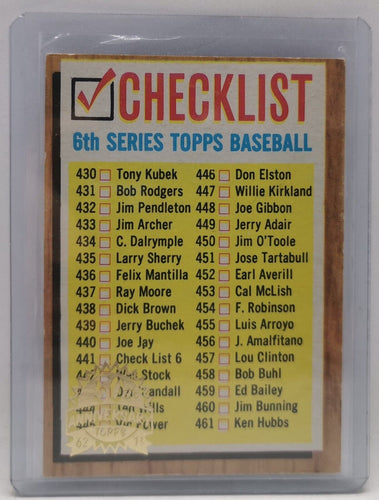 CHECKLIST
6th SERIES TOPPS BASEBALL
430 Tony Kubek
431 Bob Rodgers
432 Jim Pendleton
433 Jim Archer
434 C. Dalrymple
435 Larry Sherry
436 Felix Mantilla
437 Ray Moore
438 Dick Brown
439 Jerry Buchek
440 Joe Jay
441 Check List 6
Stock
Wills
446 Don Elston
447 Willie Kirkland
448 Joe Gibbon
449 Jerry Adair
450 Jim O'Toole
451 Jose Tartabull
452 Earl Averill
453 Cal McLish
454 F. Robinson
455 Luis Arroyo
456 J. Amalfitano
457 Lou Clinton
458 Bob Buhl
459 Ed Bailey
460 Jim Bunning
461 Ken Hubbs
TOPPS
62